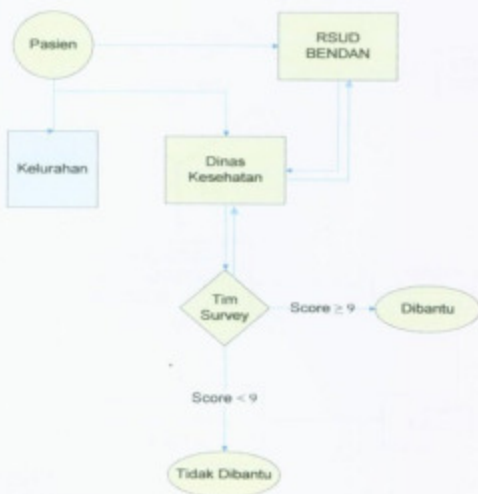 Pasien
RSUD
BENDAN
Kelurahan
Dinas
Kesehatan
Tim
Survey
Score ≥ 9
Dibantu
Score < 9
Tidak Dibantu